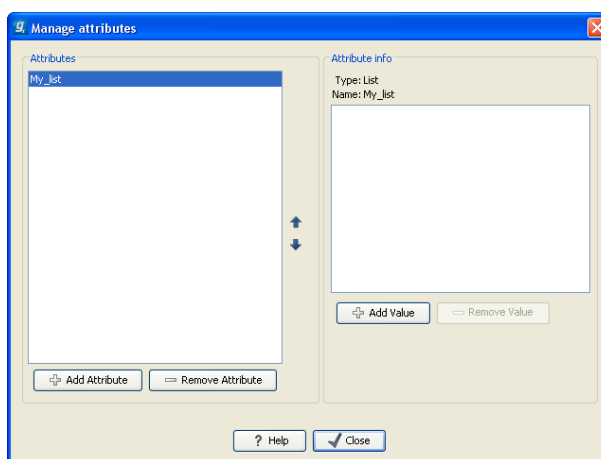 Manage attributes
Attributes
My_list
Add Attribute
Remove Attribute
Attribute info
Type: List
Name: My_list
Add Value
Remove Value
? Help
Close